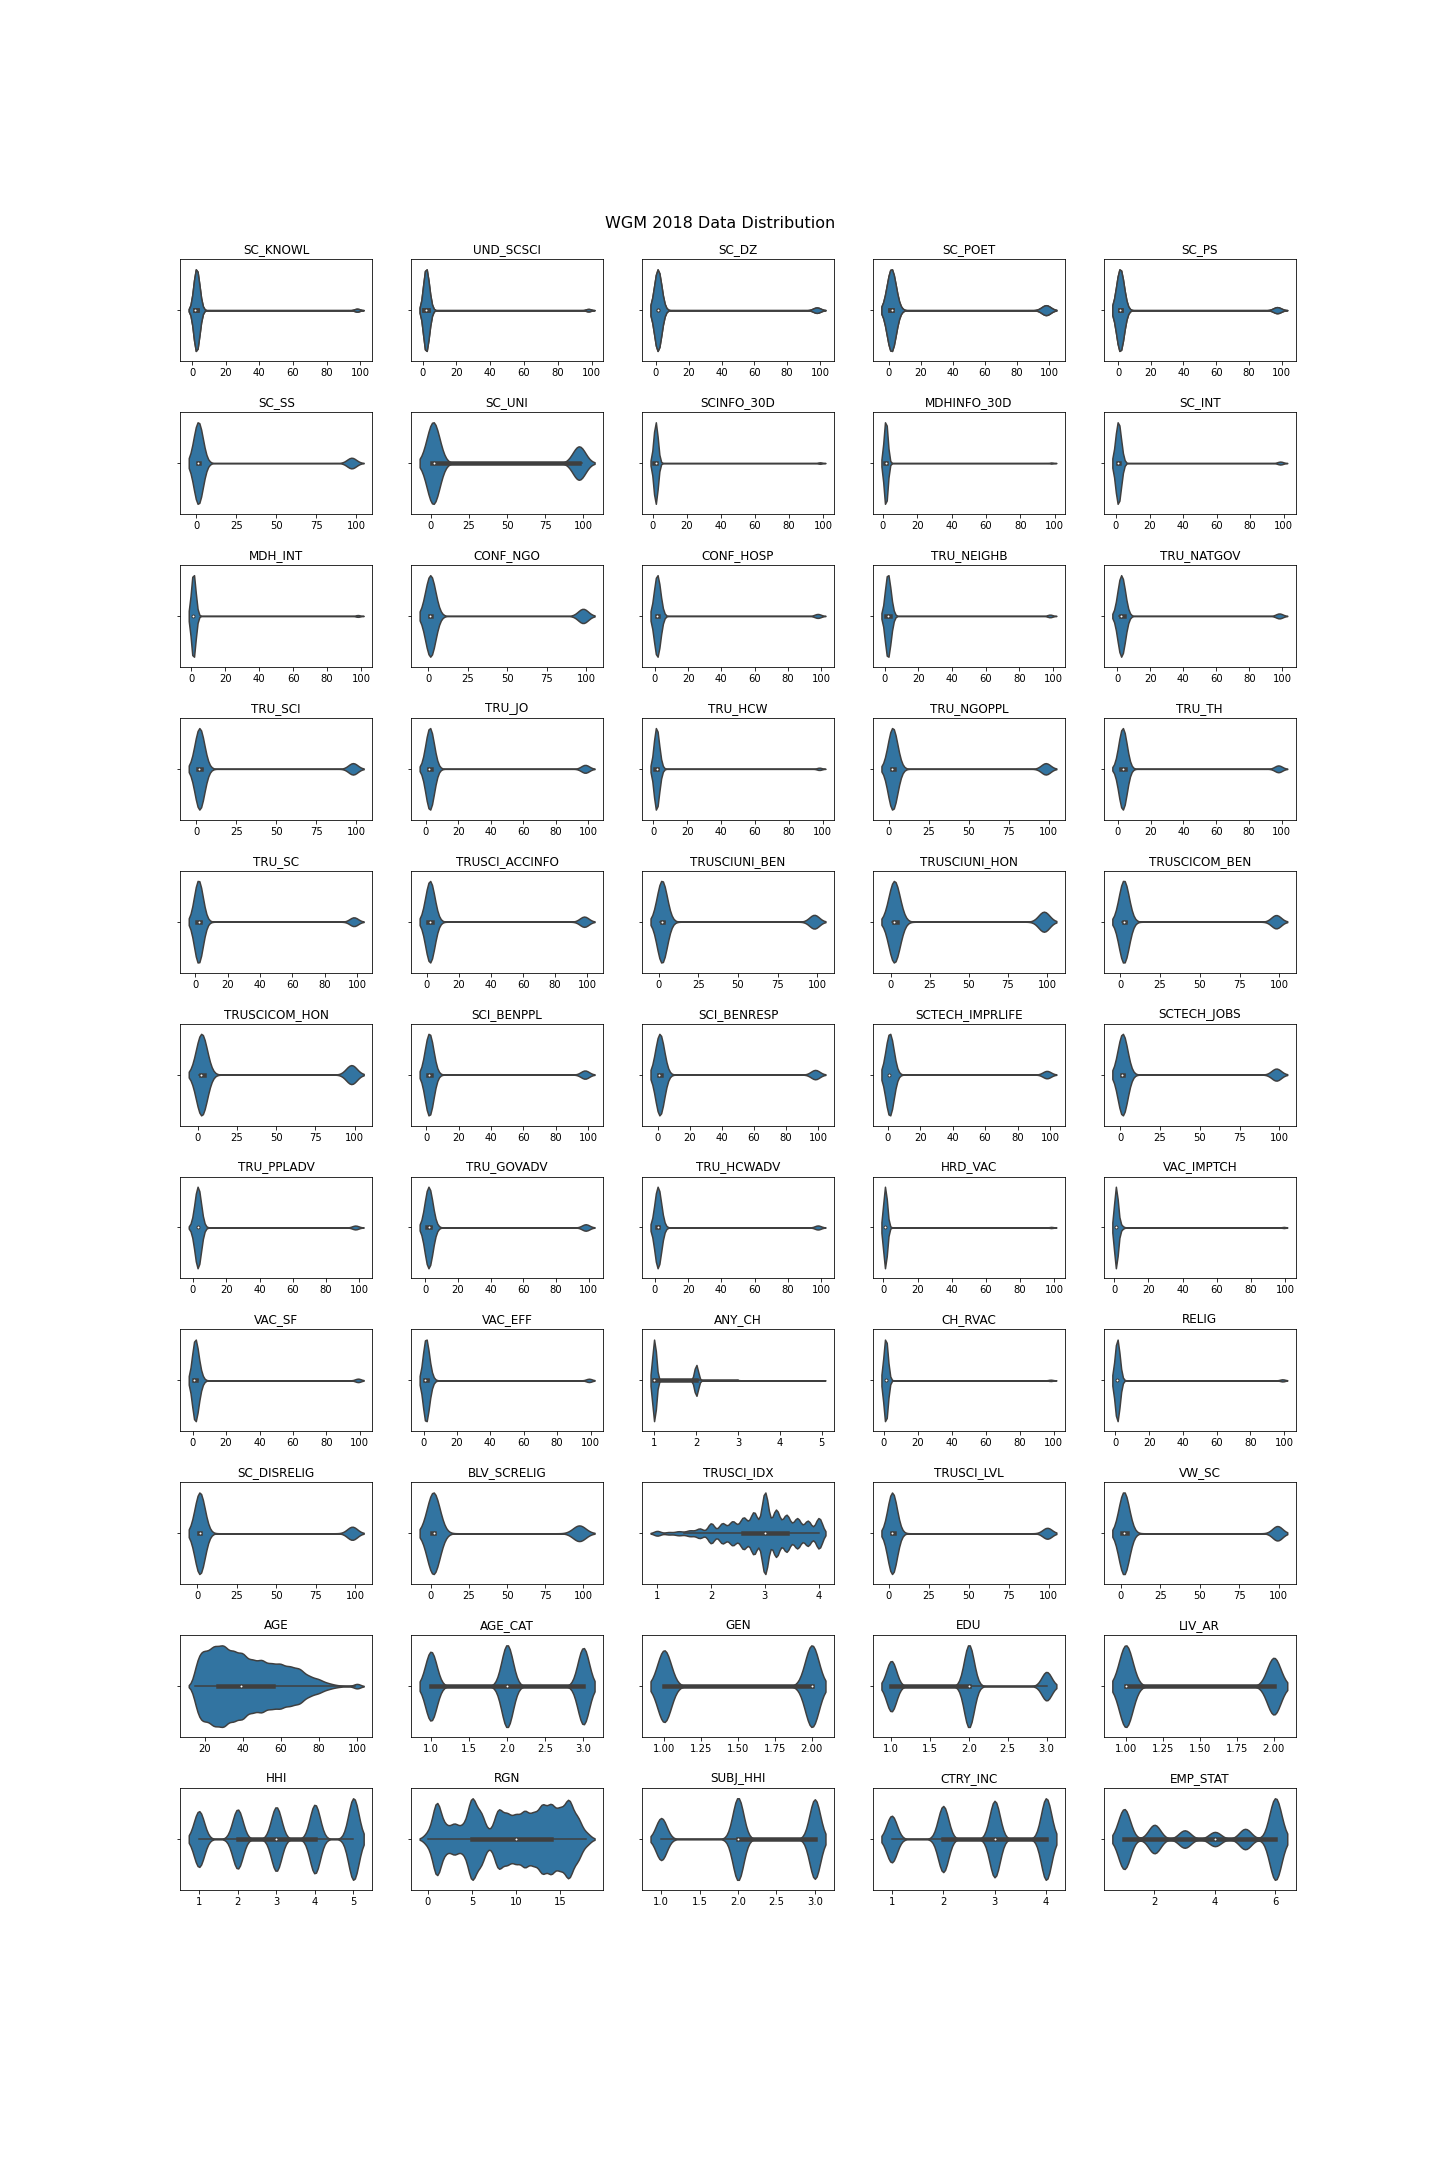 WGM 2018 Data Distribution
SC_KNOWL UND_SCSCI SC_DZ SC_POET SC_PS
0 20 40 60 80 100 0 20 40 60 80 100 0 20 40 60 80 100 0 20 40 60 80 100 0 20 40 60 80 100
SC_SS SC_UNI SCINFO_30D MDHINFO_30D SC_INT
0 25 50 75 100 0 25 50 75 100 0 20 40 60 80 100 0 20 40 60 80 100 0 20 40 60 80 100
MDH_INT CONF_NGO CONF_HOSP TRU_NEIGHB TRU_NATGOV
0 20 40 60 80 100 0 25 50 75 100 0 20 40 60 80 100 0 20 40 60 80 100 0 20 40 60 80 100
TRU_SCI TRU_JO TRU_HCW TRU_NGOPPL TRU_TH
0 25 50 75 100 0 20 40 60 80 100 0 20 40 60 80 100 0 25 50 75 100 0 20 40 60 80 100
TRU_SC TRUSCI_ACCINFO TRUSCIUNI_BEN TRUSCIUNI_HON TRUSCICOM_BEN
0 20 40 60 80 100 0 20 40 60 80 100 0 25 50 75 100 0 25 50 75 100 0 25 50 75 100
TRUSCICOM_HON SCI_BENPPL SCI_BENRESP SCTECH_IMPRLIFE SCTECH_JOBS
0 25 50 75 100 0 20 40 60 80 100 0 20 40 60 80 100 0 20 40 60 80 100 0 25 50 75 100
TRU_PPLADV TRU_GOVADV TRU_HCWADV HRD_VAC VAC_IMPTCH
0 20 40 60 80 100 0 20 40 60 80 100 0 20 40 60 80 100 0 20 40 60 80 100 0 20 40 60 80 100
VAC_SF VAC_EFF ANY_CH CH_RVAC RELIG
0 20 40 60 80 100 0 20 40 60 80 100 1 2 3 4 5 0 20 40 60 80 100 0 20 40 60 80 100
SC_DISRELIG BLV_SCRELIG TRUSCI_IDX TRUSCI_LVL VW_SC
0 25 50 75 100 0 25 50 75 100 1 2 3 4 0 25 50 75 100 0 25 50 75 100
AGE AGE_CAT GEN EDU LIV_AR
20 40 60 80 100 1.0 1.5 2.0 2.5 3.0 1.00 1.25 1.50 1.75 2.00 1.0 1.5 2.0 2.5 3.0 1.00 1.25 1.50 1.75 2.00
HHI RGN SUBJ_HHI CTRY_INC EMP_STAT
1 2 3 4 5 0 5 10 15 1.0 1.5 2.0 2.5 3.0 1 2 3 4 2 4 6